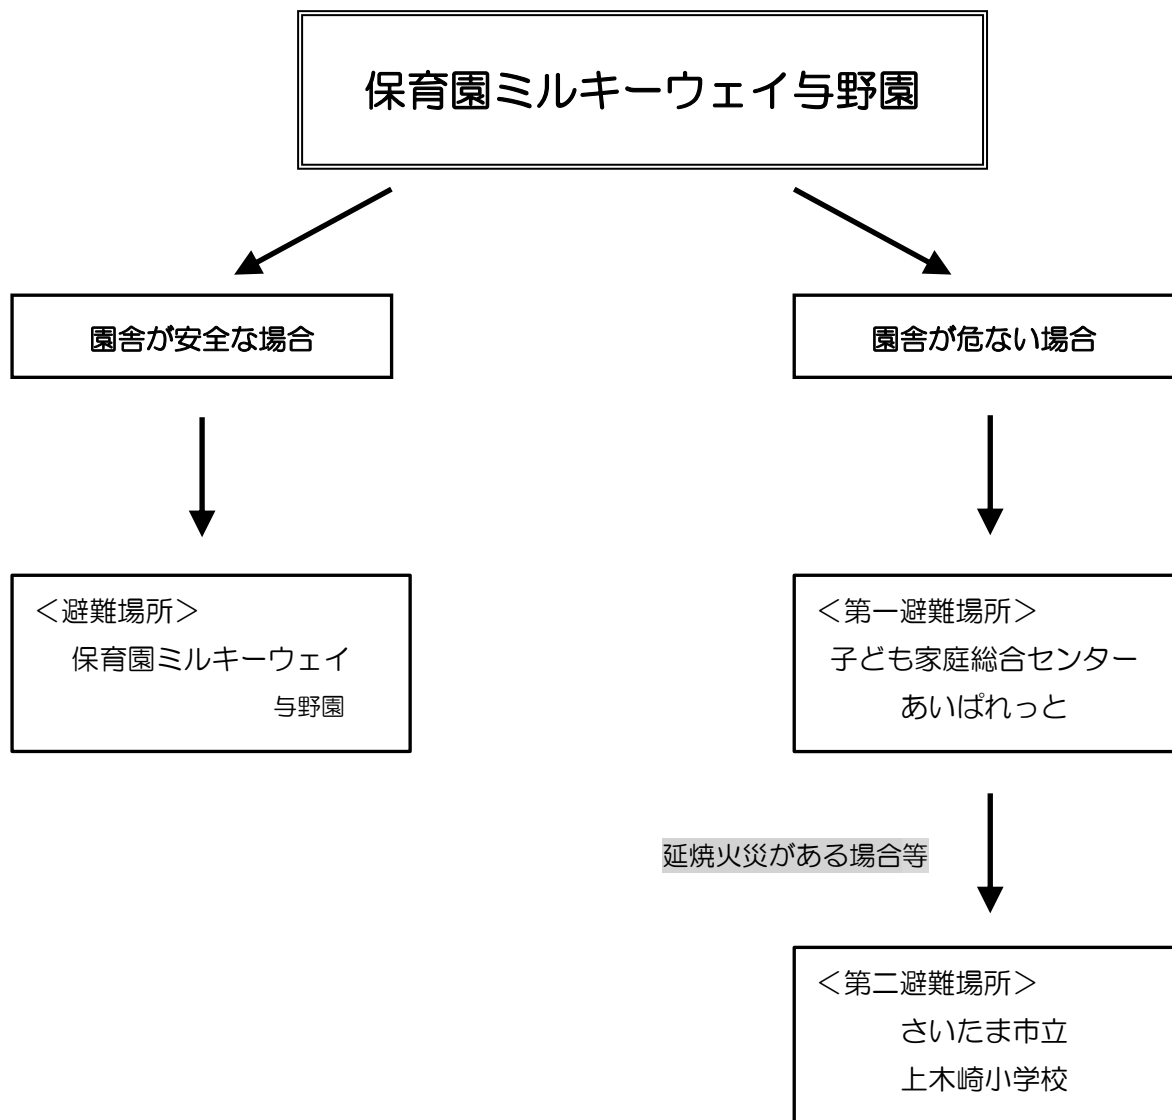 保育園ミルキーウェイ与野園
園舎が安全な場合
園舎が危ない場合
＜避難場所＞
保育園ミルキーウェイ
与野園
＜第一避難場所＞
子ども家庭総合センター
あいぱれっと
延焼火災がある場合等
＜第二避難場所＞
さいたま市立
上木崎小学校